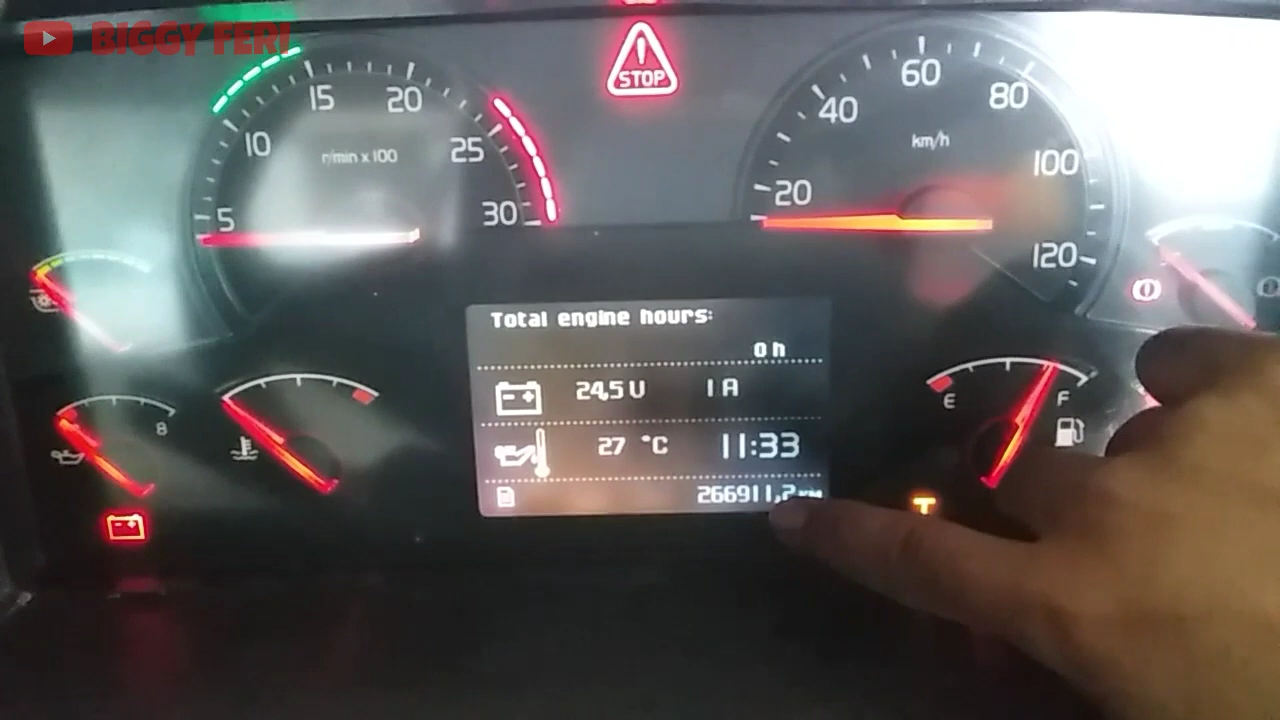 BIGGY FERI
STOP
5
10
15
20
25
30
r/min x 100
20
40
60
80
100
120
km/h
Total engine hours:
0 h
24,5 V 1 A
27 °C 11:33
266911,2 KM
8
E
F
T